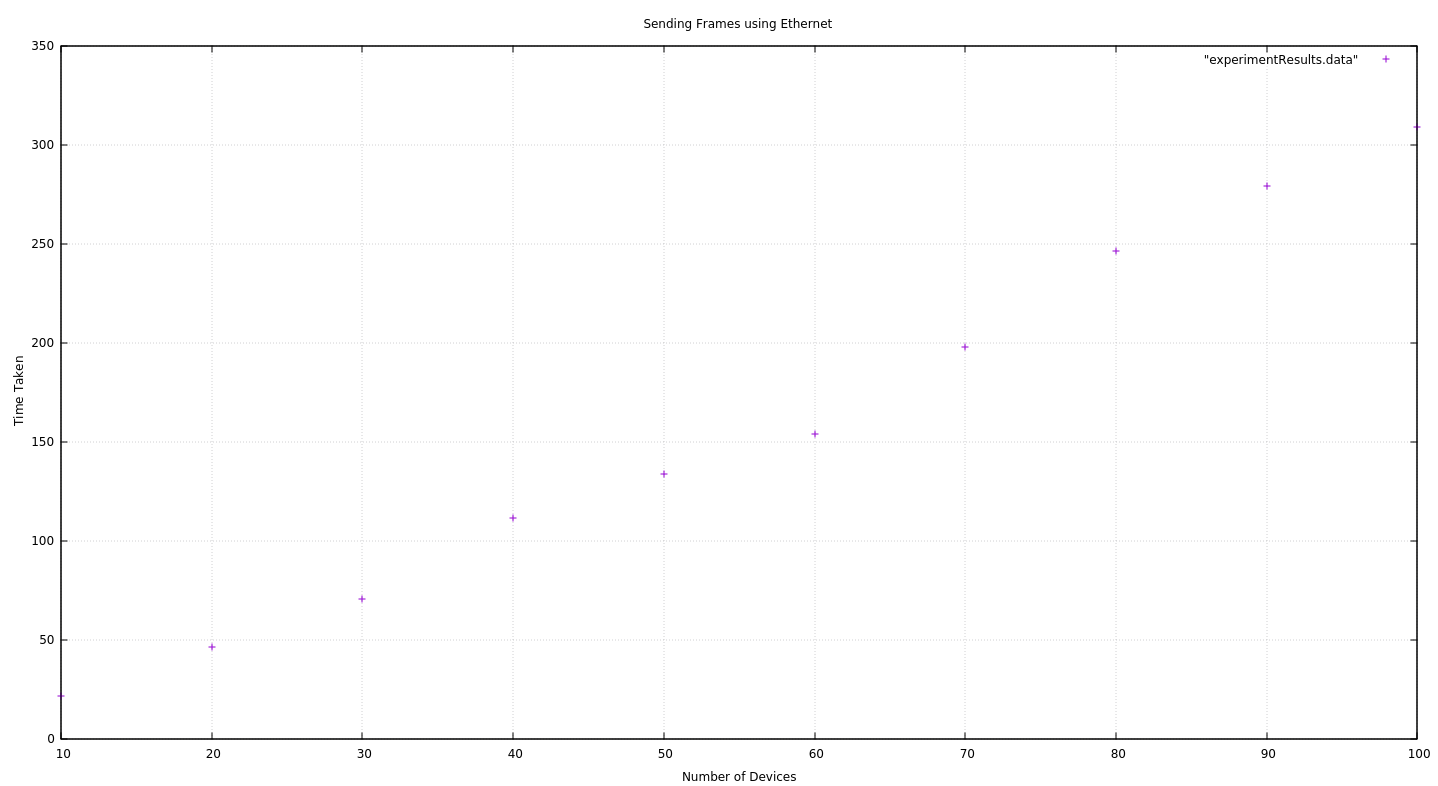 Sending Frames using Ethernet
"experimentResults.data"
350
300
250
200
150
100
50
0
Time Taken
10 20 30 40 50 60 70 80 90 100
Number of Devices